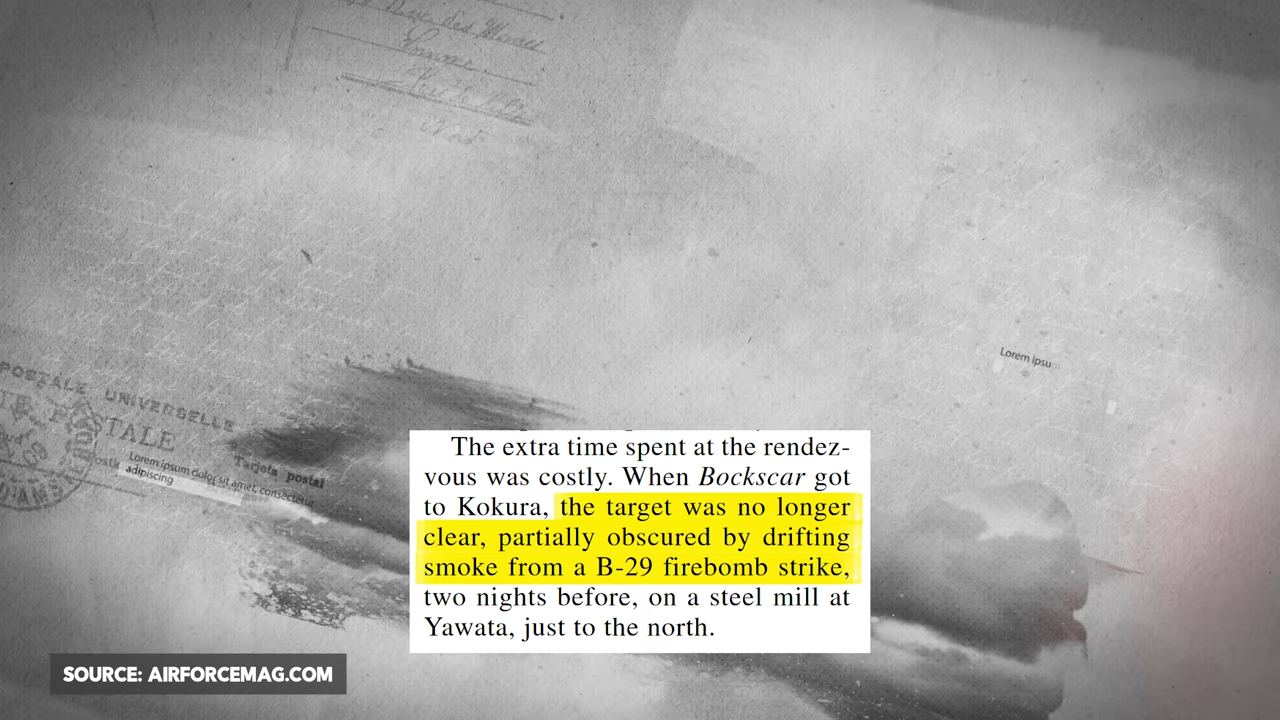 POSTALE UNIVERSELLE
Lorem ipsu
Tarjeta postal
Lorem ipsum dolor sit amet, consectetur
adipiscing
The extra time spent at the rendez-
vous was costly. When Bockscar got
to Kokura, the target was no longer
clear, partially obscured by drifting
smoke from a B-29 firebomb strike,
two nights before, on a steel mill at
Yawata, just to the north.
SOURCE: AIRFORCEMAG.COM